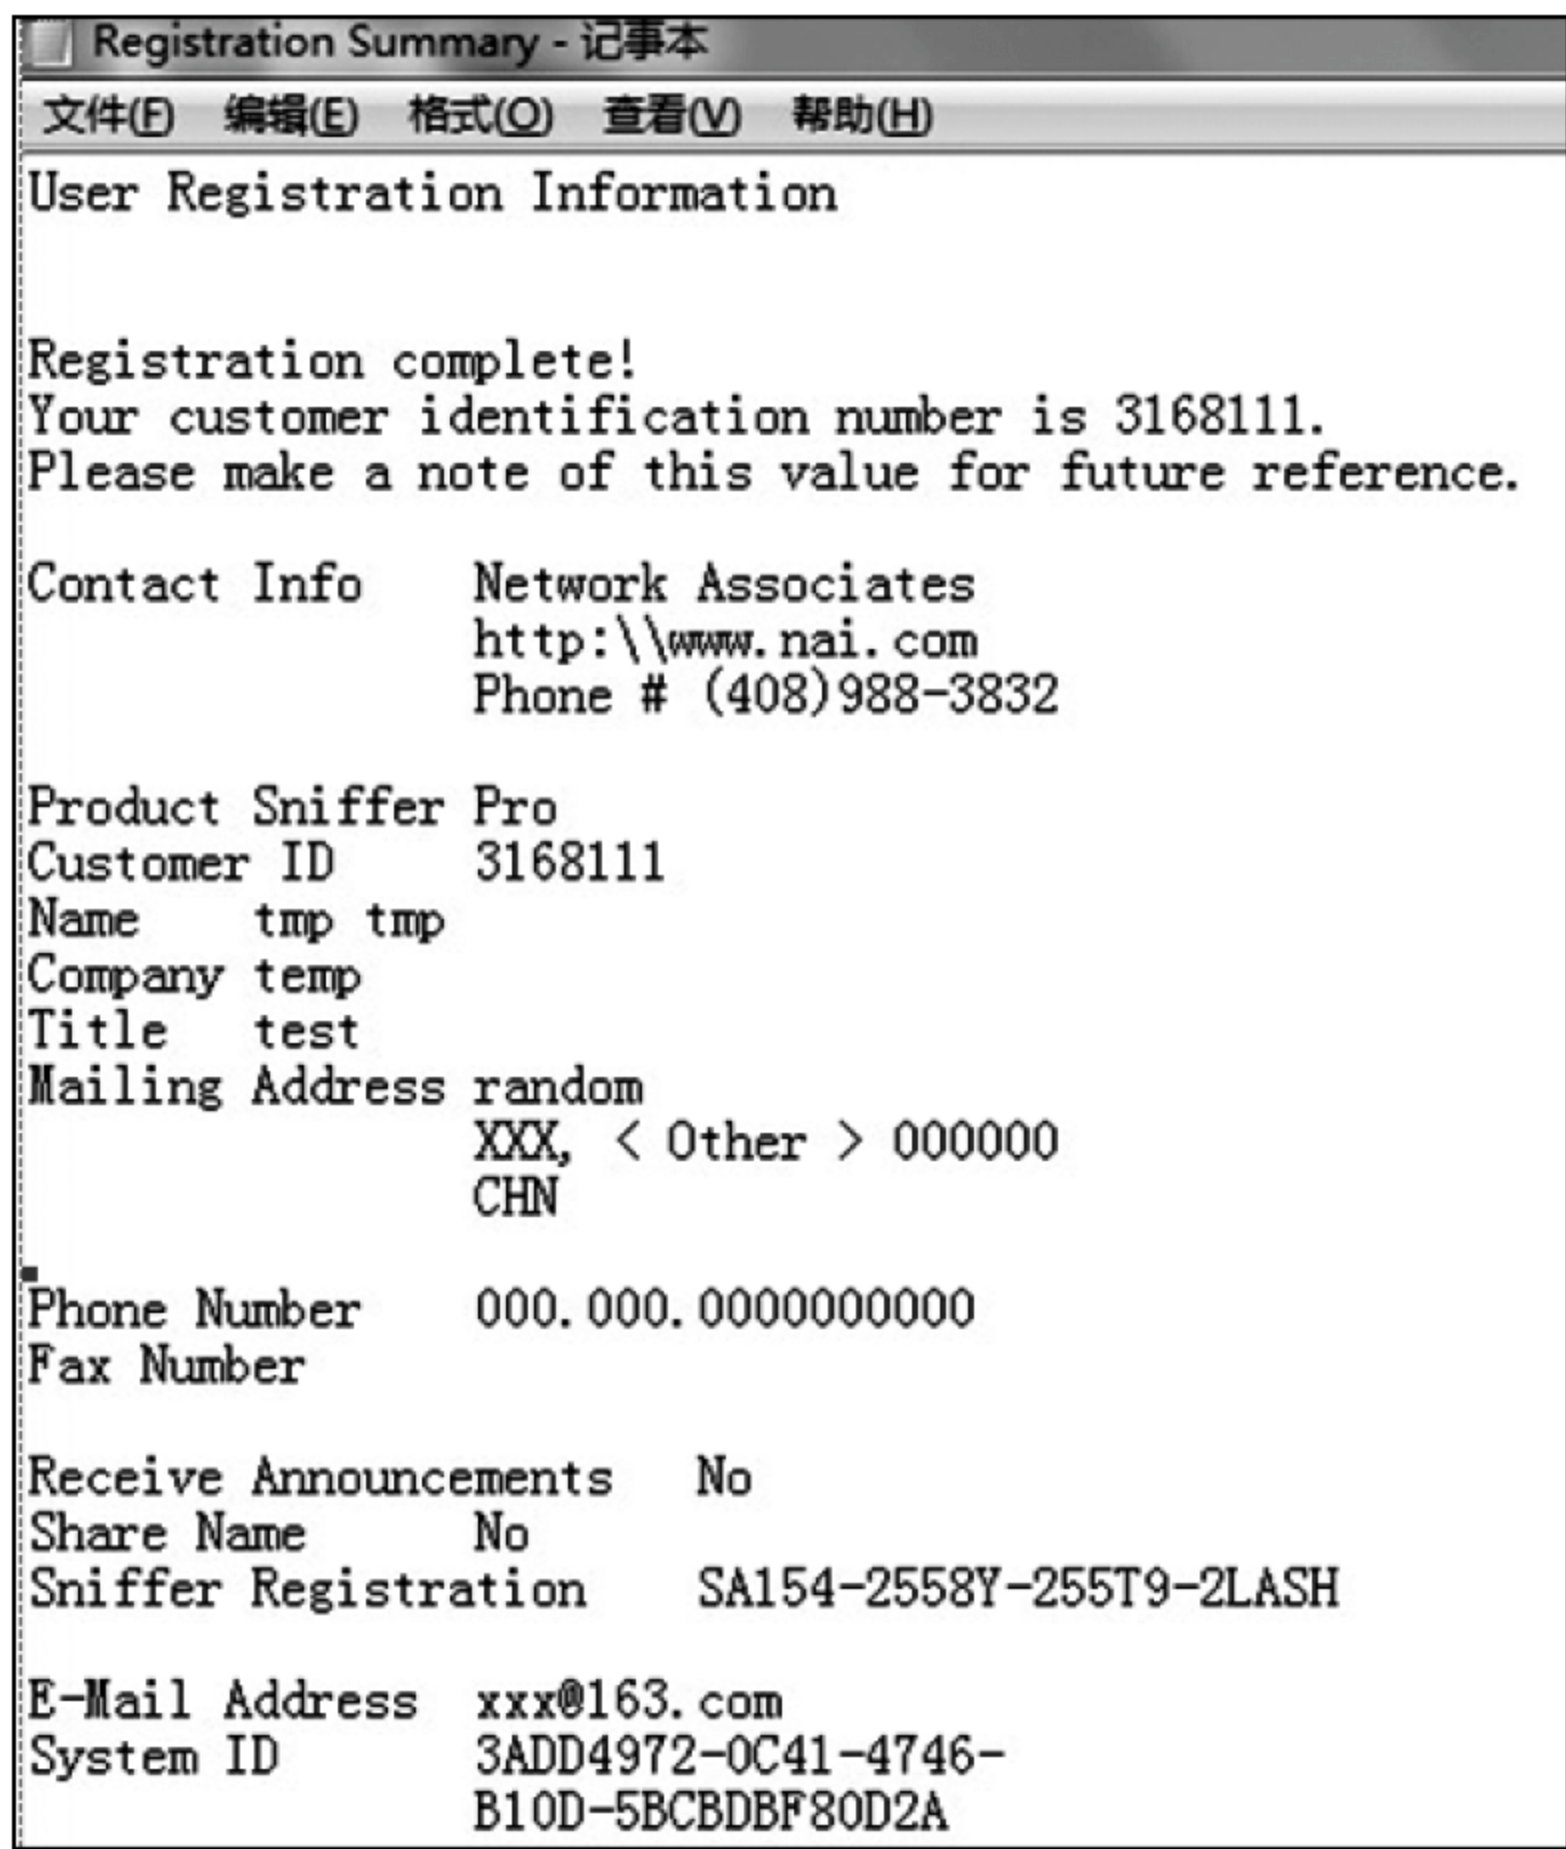 Registration Summary - 记事本
文件(F) 编辑(E) 格式(O) 查看(V) 帮助(H)
User Registration Information
Registration complete!
Your customer identification number is 3168111.
Please make a note of this value for future reference.
Contact Info Network Associates
http:\\www.nai.com
Phone # (408)988-3832
Product Sniffer Pro
Customer ID 3168111
Name tmp tmp
Company temp
Title test
Mailing Address random
XXX, < Other > 000000
CHN
Phone Number 000.000.0000000000
Fax Number
Receive Announcements No
Share Name No
Sniffer Registration SA154-2558Y-255T9-2LASH
E-Mail Address xxx@163.com
System ID 3ADD4972-0C41-4746-
B10D-5BCBDBF80D2A